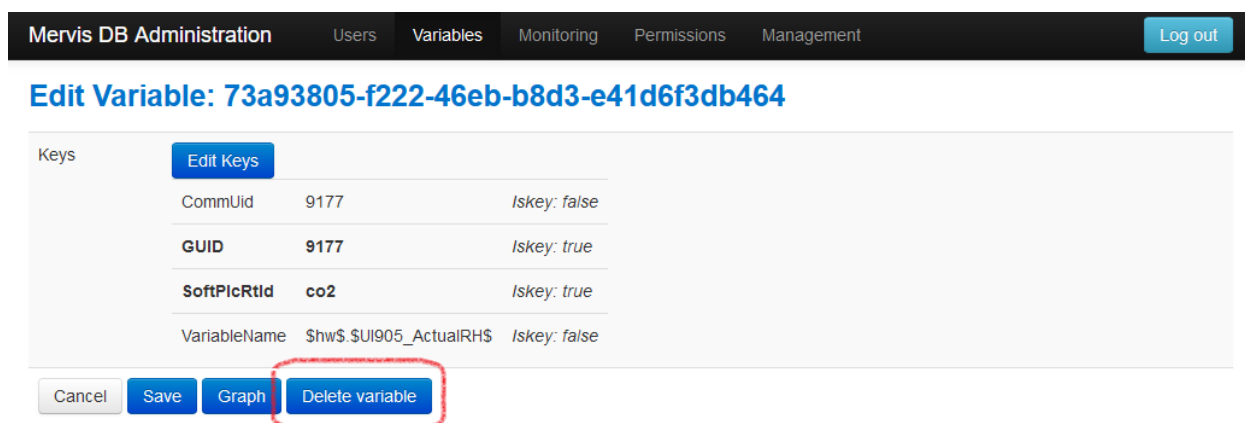 Mervis DB Administration Users Variables Monitoring Permissions Management Log out
Edit Variable: 73a93805-f222-46eb-b8d3-e41d6f3db464
Keys Edit Keys
CommUid 9177 Iskey: false
GUID 9177 Iskey: true
SoftPlcRtId co2 Iskey: true
VariableName $hw$.$UI905_ActualRH$ Iskey: false
Cancel Save Graph Delete variable